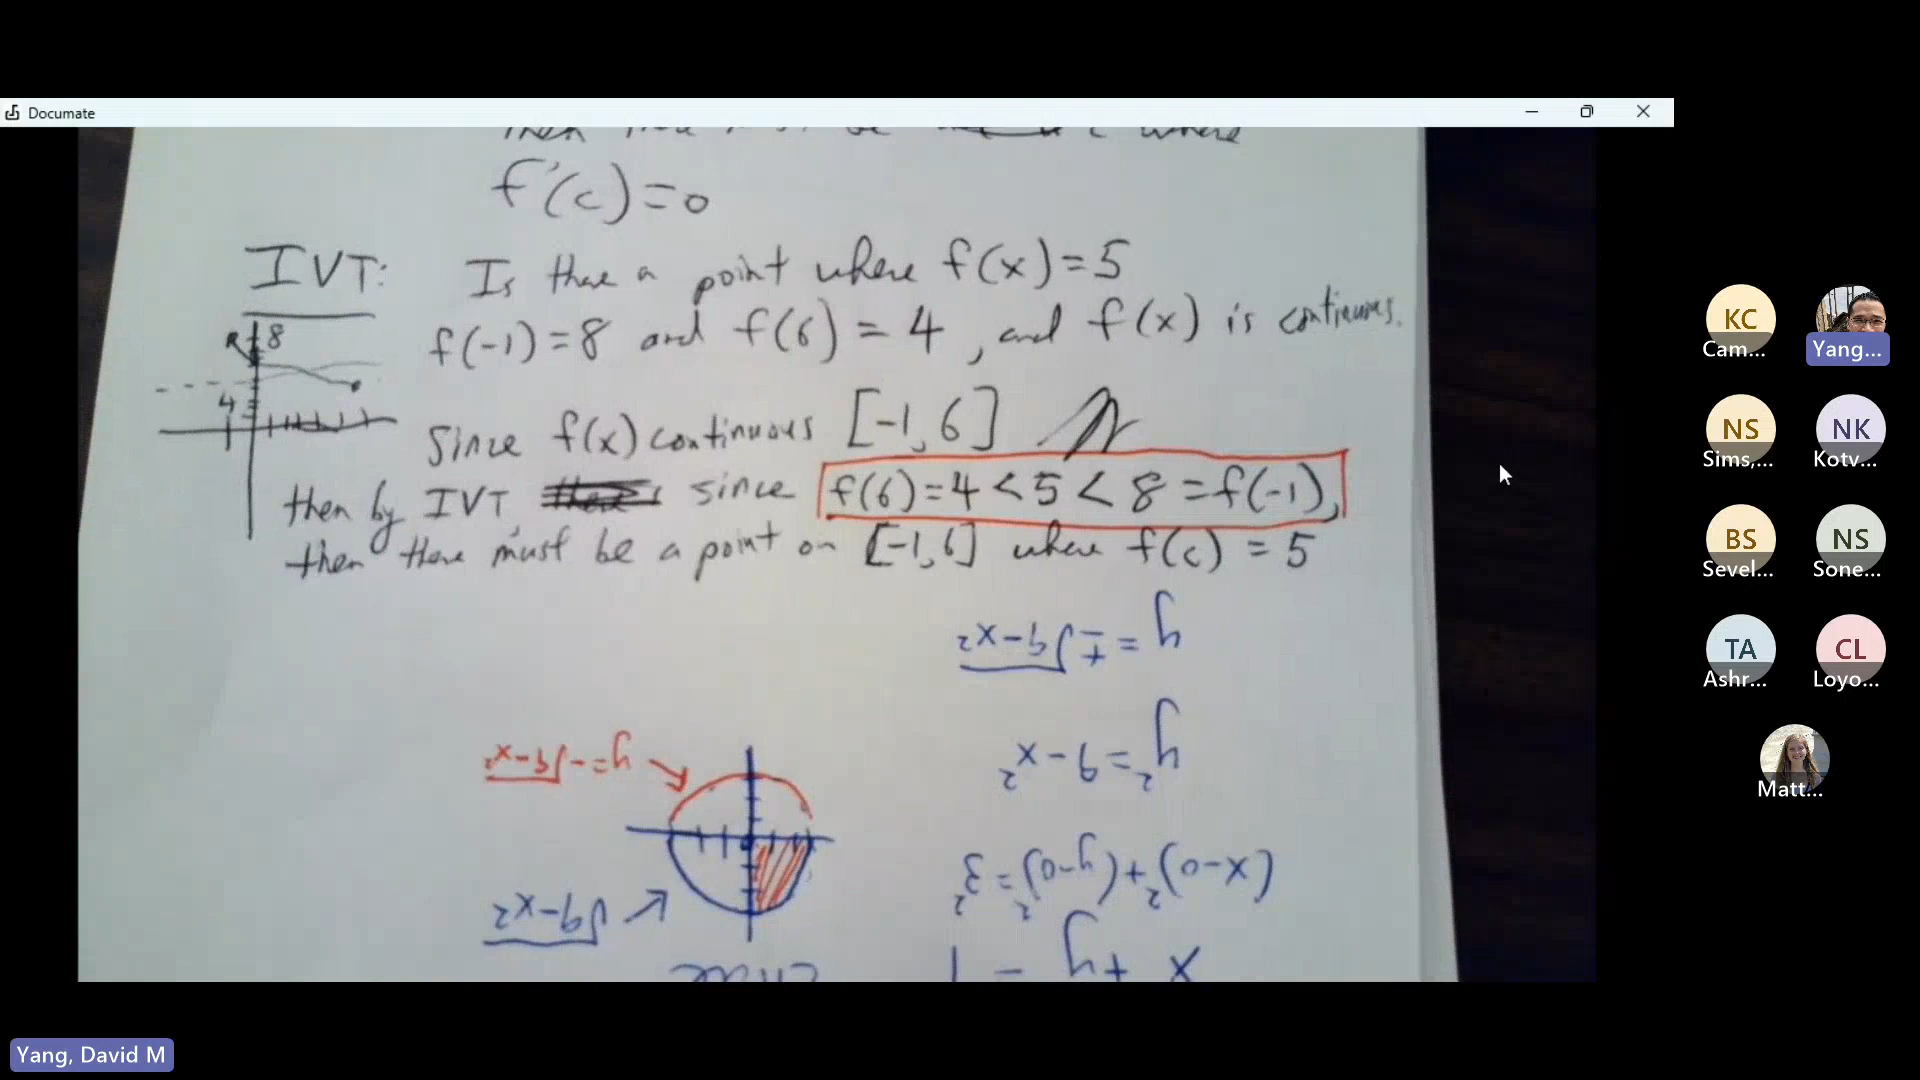 Documate
where
f'(c)=0
IVT: Is there a point where f(x)=5
f(-1)=8 and f(6)=4, and f(x) is continuous.
8
4
Since f(x) continuous [-1,6]
then by IVT, since f(6)=4<5<8=f(-1),
then there must be a point on [-1,6] where f(c)=5
y=±√9-x²
y²=9-x²
y=-√9-x²
(x-0)²+(y-0)²=3²
√9-x²
circle
KC
Cam...
Yang...
NS
Sims,...
NK
Kotv...
BS
Sevel...
NS
Sone...
TA
Ashr...
CL
Loyo...
Matt...
Yang, David M